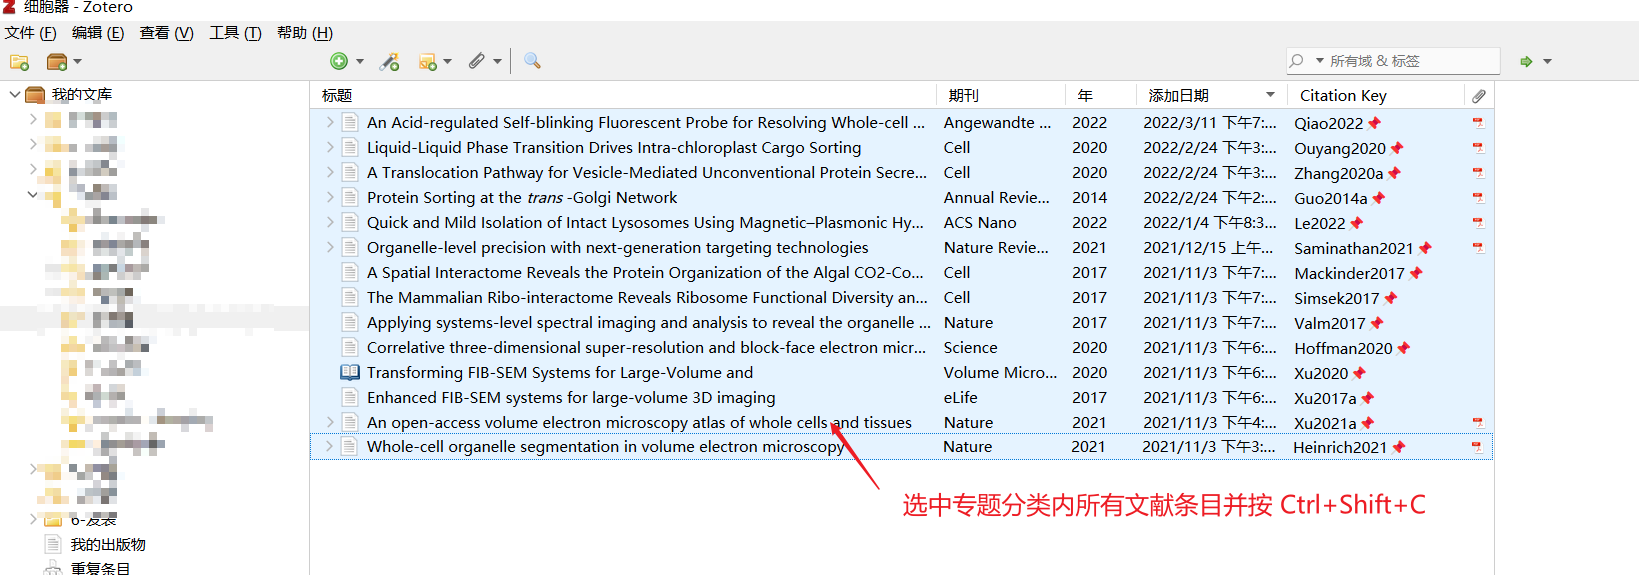 细胞器 - Zotero
文件 (F) 编辑 (E) 查看 (V) 工具 (T) 帮助 (H)
所有域 & 标签
我的文库
标题 期刊 年 添加日期 Citation Key
An Acid-regulated Self-blinking Fluorescent Probe for Resolving Whole-cell ... Angewandte ... 2022 2022/3/11 下午7:... Qiao2022
Liquid-Liquid Phase Transition Drives Intra-chloroplast Cargo Sorting Cell 2020 2022/2/24 下午3:... Ouyang2020
A Translocation Pathway for Vesicle-Mediated Unconventional Protein Secre... Cell 2020 2022/2/24 下午3:... Zhang2020a
Protein Sorting at the trans -Golgi Network Annual Revie... 2014 2022/2/24 下午2:... Guo2014a
Quick and Mild Isolation of Intact Lysosomes Using Magnetic–Plasmonic Hy... ACS Nano 2022 2022/1/4 下午8:3... Le2022
Organelle-level precision with next-generation targeting technologies Nature Revie... 2021 2021/12/15 上午... Saminathan2021
A Spatial Interactome Reveals the Protein Organization of the Algal CO2-Co... Cell 2017 2021/11/3 下午7:... Mackinder2017
The Mammalian Ribo-interactome Reveals Ribosome Functional Diversity an... Cell 2017 2021/11/3 下午7:... Simsek2017
Applying systems-level spectral imaging and analysis to reveal the organelle ... Nature 2017 2021/11/3 下午7:... Valm2017
Correlative three-dimensional super-resolution and block-face electron micr... Science 2020 2021/11/3 下午6:... Hoffman2020
Transforming FIB-SEM Systems for Large-Volume and Volume Micro... 2020 2021/11/3 下午6:... Xu2020
Enhanced FIB-SEM systems for large-volume 3D imaging eLife 2017 2021/11/3 下午6:... Xu2017a
An open-access volume electron microscopy atlas of whole cells and tissues Nature 2021 2021/11/3 下午4:... Xu2021a
Whole-cell organelle segmentation in volume electron microscopy Nature 2021 2021/11/3 下午3:... Heinrich2021
选中专题分类内所有文献条目并按 Ctrl+Shift+C
6-发表
我的出版物
重复条目